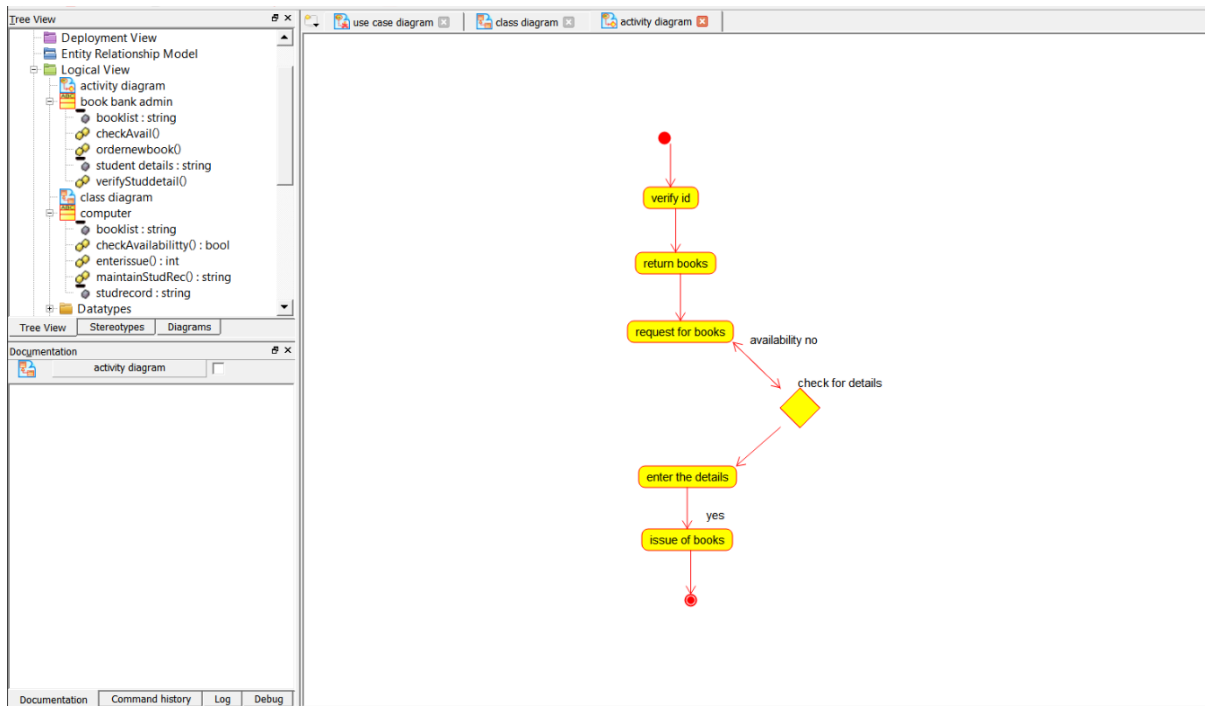 Tree View
Deployment View
Entity Relationship Model
Logical View
activity diagram
ABC
book bank admin
booklist : string
checkAvail()
ordernewbook()
student details : string
verifyStuddetail()
class diagram
ABC
computer
booklist : string
checkAvailabilitty() : bool
enterissue() : int
maintainStudRec() : string
studrecord : string
Datatypes
Tree View Stereotypes Diagrams
Documentation
activity diagram
Documentation Command history Log Debug
use case diagram class diagram activity diagram
verify id
return books
request for books
availability no
check for details
enter the details
yes
issue of books